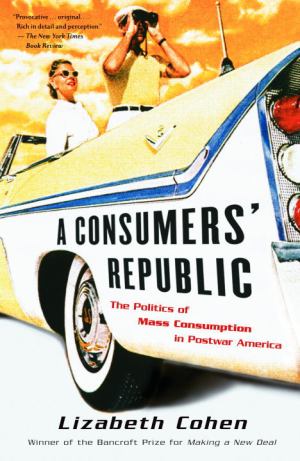 "Provocative ... original.
Rich in detail and perception."
— The New York Times
Book Review
A CONSUMERS'
REPUBLIC
The Politics of
Mass Consumption
in Postwar America
Lizabeth Cohen
Winner of the Bancroft Prize for Making a New Deal